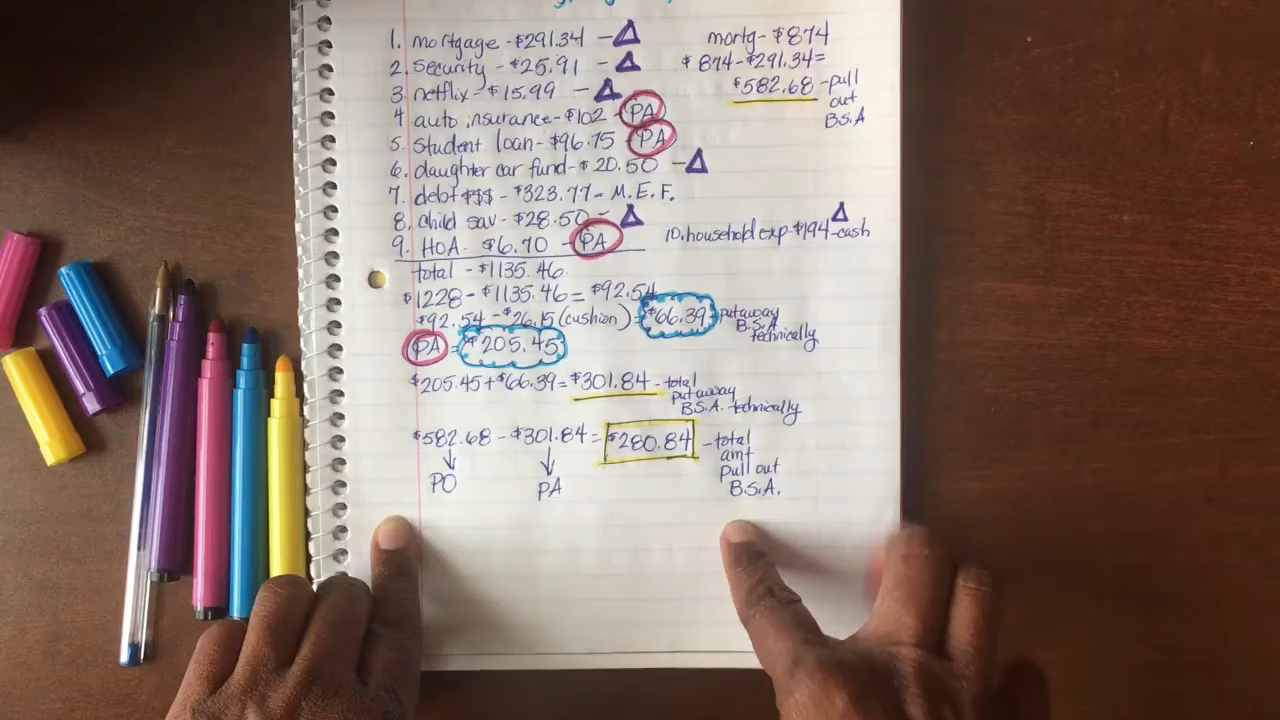 1. mortgage - $291.34 - Δ
2. security - $25.91 - Δ
3. netflix - $15.99 - Δ
4 auto insurance - $102 - PA
5. student loan - $96.75 - PA
6. daughter car fund - $20.50 - Δ
7. debt $$$ - $323.77 - M.E.F.
8. child sav - $28.50 - Δ
9. HOA - $6.70 - PA
total - $1135.46
$1228 - $1135.46 = $92.54
$92.54 - $26.15 (cushion) = $66.39 - put away
B.S.A
technically
PA = $205.45
$205.45 + $66.39 = $301.84 - total
put away
B.S.A. technically
$582.68 - $301.84 = $280.84 - total
amt
pull out
B.S.A.
PO
PA
mortg - $874
$874 - $291.34 =
$582.68 - pull
out
B.S.A
Δ
10. household exp - $194 - cash